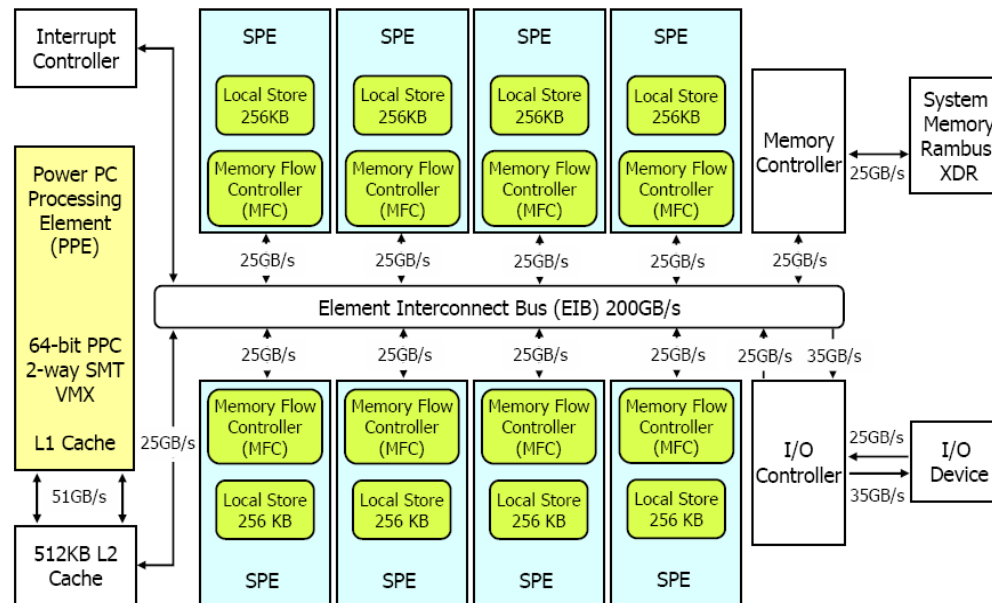 Interrupt
Controller
SPE
SPE
SPE
SPE
Local Store
256KB
Local Store
256KB
Local Store
256KB
Local Store
256KB
Memory Flow
Controller
(MFC)
Memory Flow
Controller
(MFC)
Memory Flow
Controller
(MFC)
Memory Flow
Controller
(MFC)
Memory
Controller
25GB/s
System
Memory
Rambus
XDR
Power PC
Processing
Element
(PPE)
64-bit PPC
2-way SMT
VMX
L1 Cache
25GB/s
25GB/s
25GB/s
25GB/s
25GB/s
Element Interconnect Bus (EIB) 200GB/s
25GB/s
25GB/s
25GB/s
25GB/s
25GB/s
35GB/s
25GB/s
51GB/s
512KB L2
Cache
Memory Flow
Controller
(MFC)
Memory Flow
Controller
(MFC)
Memory Flow
Controller
(MFC)
Memory Flow
Controller
(MFC)
Local Store
256 KB
Local Store
256 KB
Local Store
256 KB
Local Store
256 KB
SPE
SPE
SPE
SPE
I/O
Controller
25GB/s
35GB/s
I/O
Device